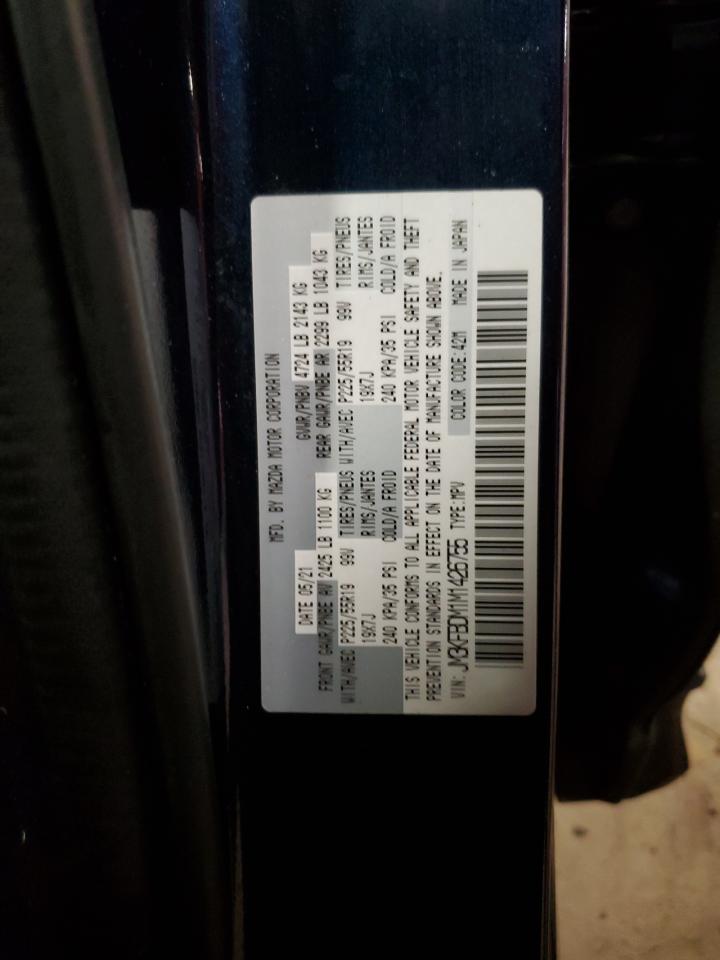 MFD. BY MAZDA MOTOR CORPORATION
DATE 05/21 GVWR/PNBV 4724 LB 2143 KG
FRONT GAWR/PNBE AV 2425 LB 1100 KG REAR GAWR/PNBE AR 2299 LB 1043 KG
WITH/AVEC P225/55R19 99V TIRES/PNEUS WITH/AVEC P225/55R19 99V TIRES/PNEUS
19X7J RIMS/JANTES 19X7J RIMS/JANTES
240 KPA/35 PSI COLD/A FROID 240 KPA/35 PSI COLD/A FROID
THIS VEHICLE CONFORMS TO ALL APPLICABLE FEDERAL MOTOR VEHICLE SAFETY AND THEFT
PREVENTION STANDARDS IN EFFECT ON THE DATE OF MANUFACTURE SHOWN ABOVE.
VIN: JM3KFBDM1M1426755 TYPE:MPV COLOR CODE:42M MADE IN JAPAN